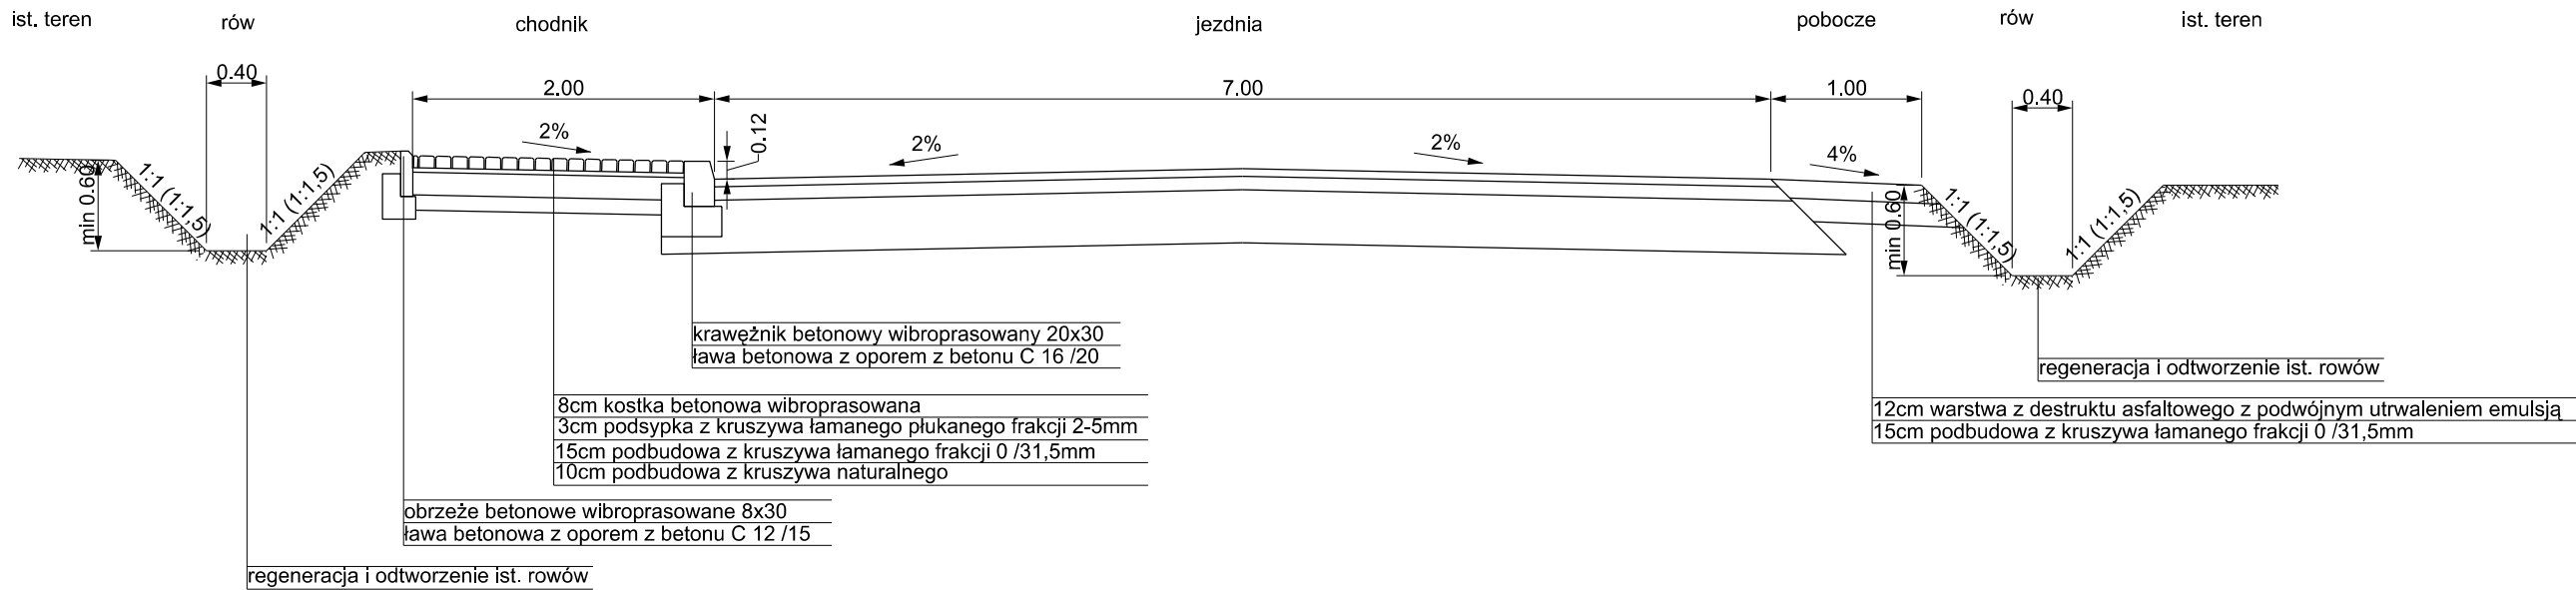 ist. teren
rów
chodnik
jezdnia
pobocze
rów
ist. teren
0.40
2.00
7.00
1.00
0.40
2%
0.12
2%
2%
4%
min 0.60
1:1 (1:1,5)
1:1 (1:1,5)
min 0.60
1:1 (1:1,5)
1:1 (1:1,5)
krawężnik betonowy wibroprasowany 20x30
ława betonowa z oporem z betonu C 16 /20
regeneracja i odtworzenie ist. rowów
8cm kostka betonowa wibroprasowana
3cm podsypka z kruszywa łamanego płukanego frakcji 2-5mm
15cm podbudowa z kruszywa łamanego frakcji 0 /31,5mm
10cm podbudowa z kruszywa naturalnego
12cm warstwa z destruktu asfaltowego z podwójnym utrwaleniem emulsją
15cm podbudowa z kruszywa łamanego frakcji 0 /31,5mm
obrzeże betonowe wibroprasowane 8x30
ława betonowa z oporem z betonu C 12 /15
regeneracja i odtworzenie ist. rowów